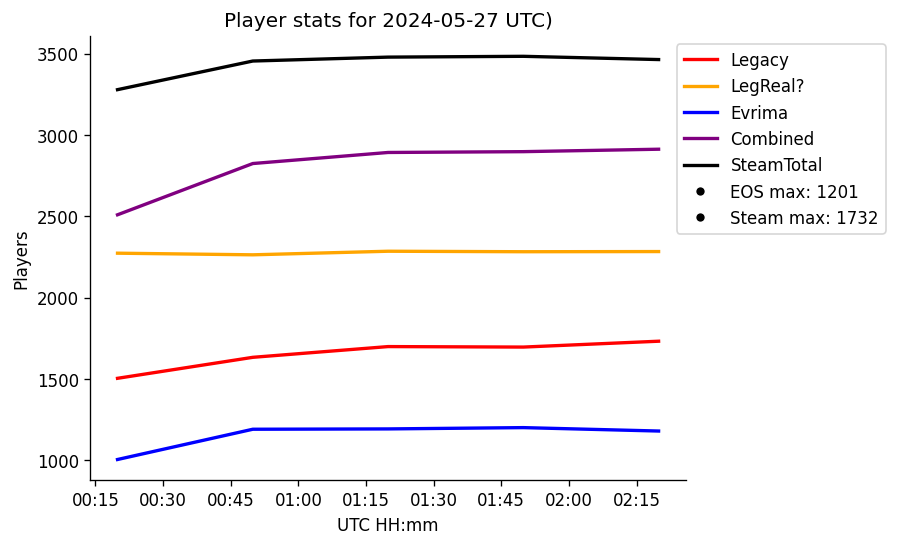 Player stats for 2024-05-27 UTC)
3500
3000
2500
2000
1500
1000
Players
00:15 00:30 00:45 01:00 01:15 01:30 01:45 02:00 02:15
UTC HH:mm
Legacy
LegReal?
Evrima
Combined
SteamTotal
EOS max: 1201
Steam max: 1732